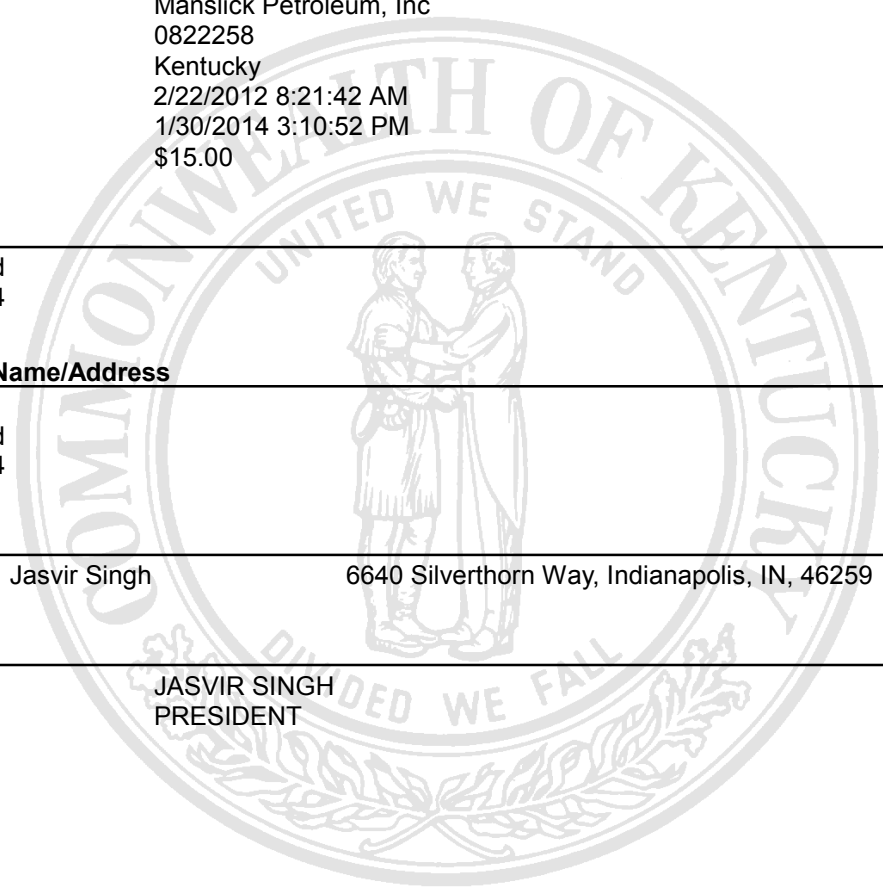 Manslick Petroleum, Inc
0822258
Kentucky
2/22/2012 8:21:42 AM
1/30/2014 3:10:52 PM
$15.00
COMMONWEALTH OF KENTUCKY
UNITED WE STAND
d
4
Name/Address
d
4
Jasvir Singh 6640 Silverthorn Way, Indianapolis, IN, 46259
DIVIDED WE FALL
JASVIR SINGH
PRESIDENT